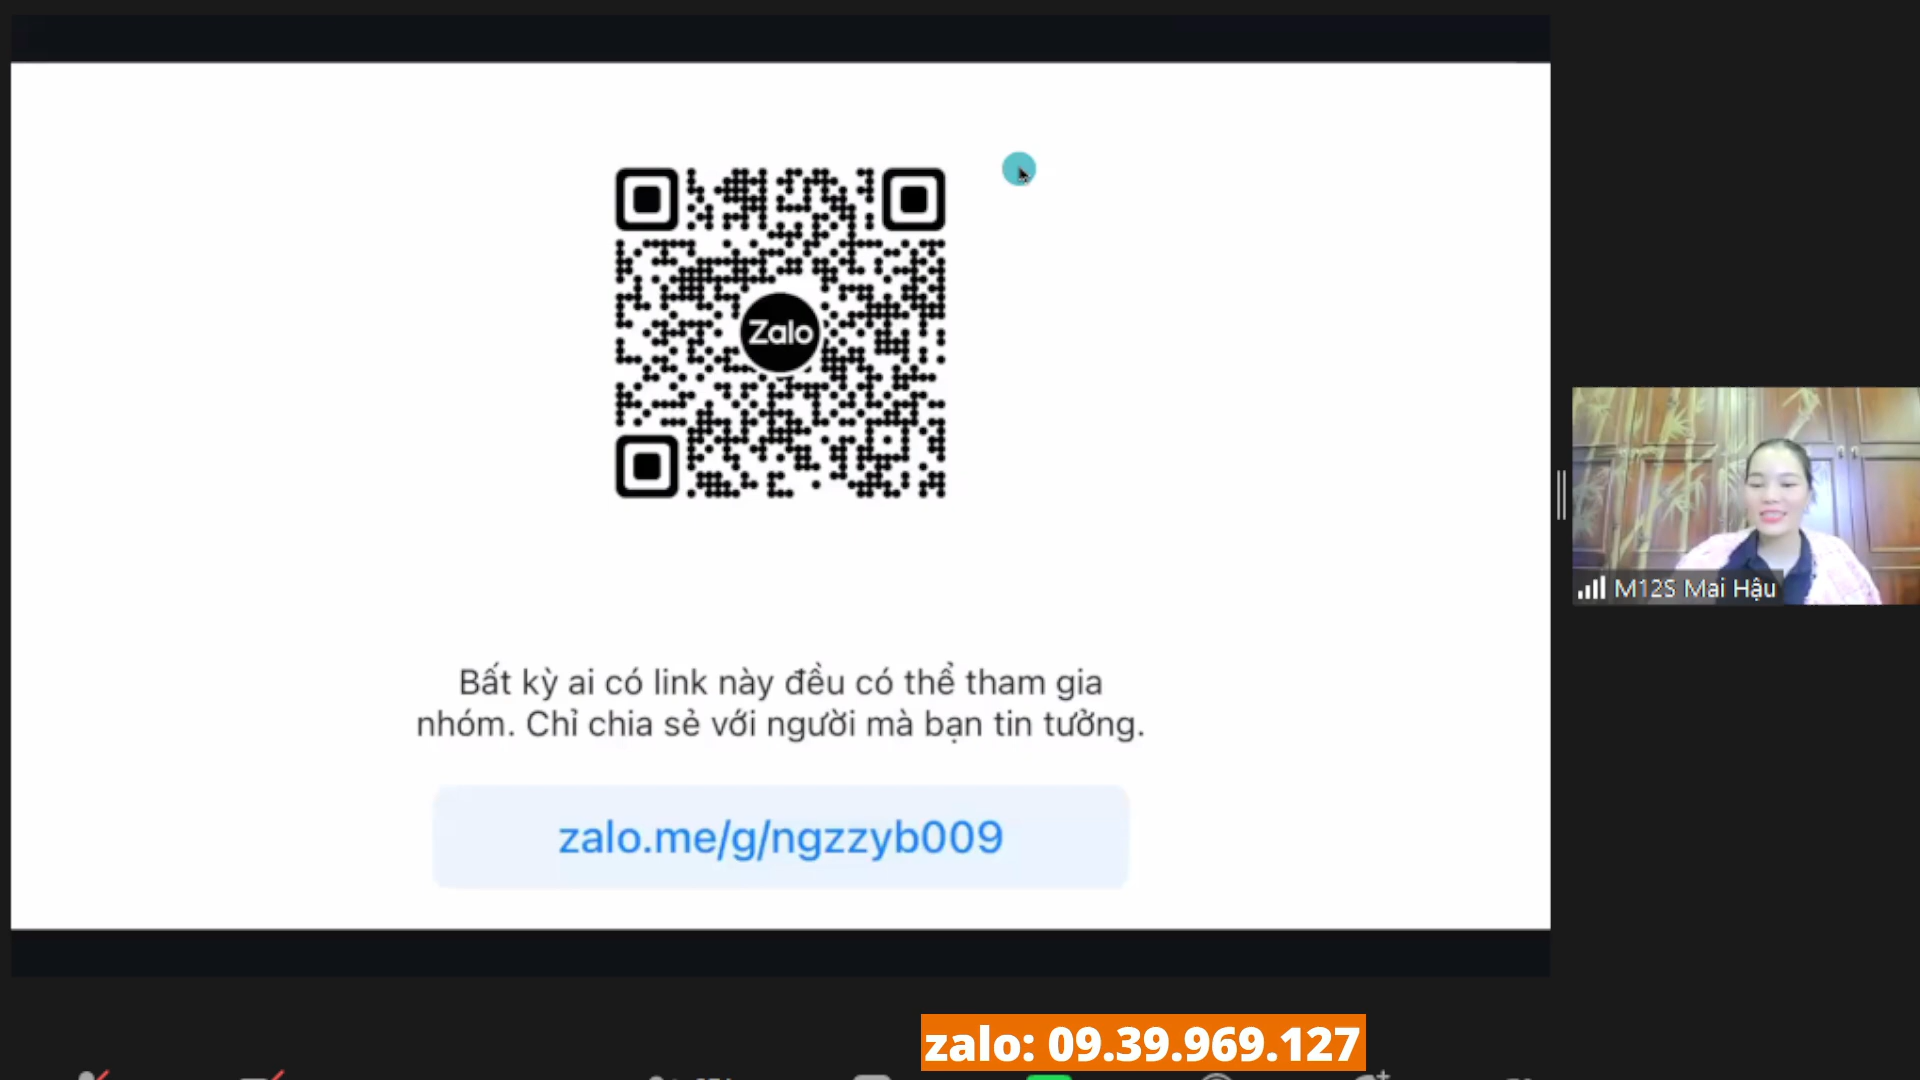 Zalo
Bất kỳ ai có link này đều có thể tham gia
nhóm. Chỉ chia sẻ với người mà bạn tin tưởng.
zalo.me/g/ngzzyb009
M12S Mai Hậu
zalo: 09.39.969.127